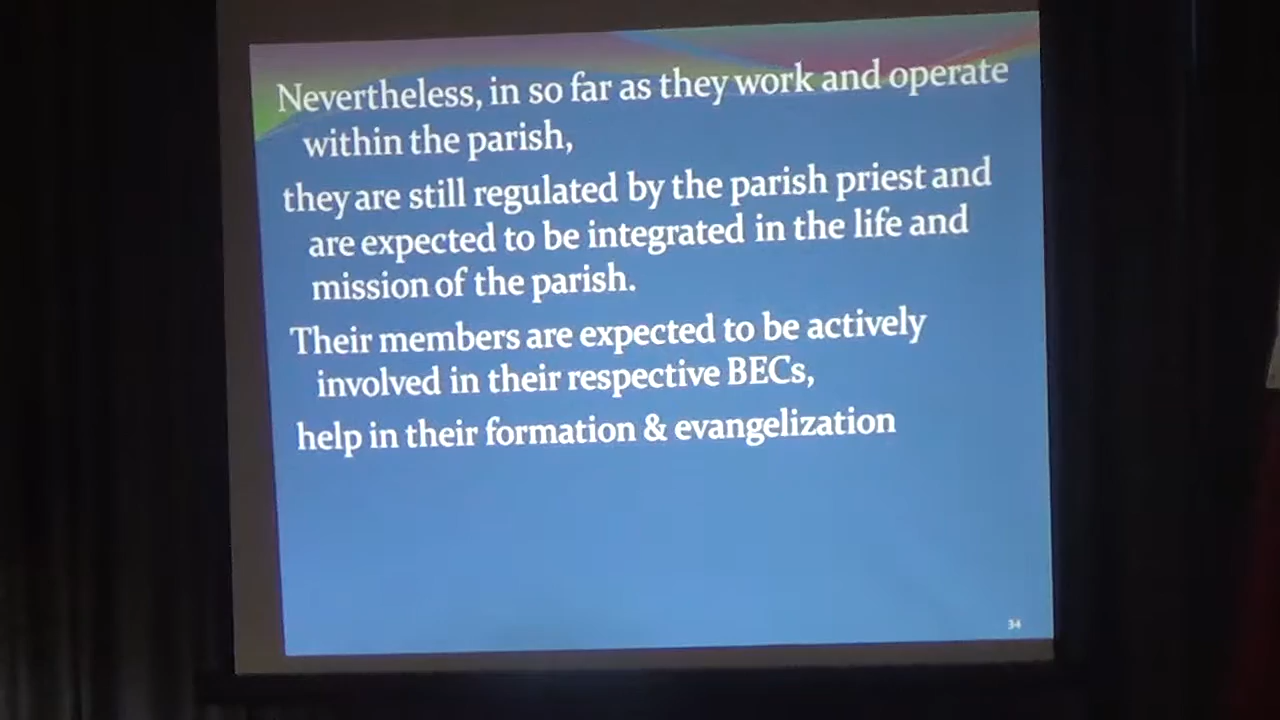 Nevertheless, in so far as they work and operate
within the parish,
they are still regulated by the parish priest and
are expected to be integrated in the life and
mission of the parish.
Their members are expected to be actively
involved in their respective BECs,
help in their formation & evangelization
34